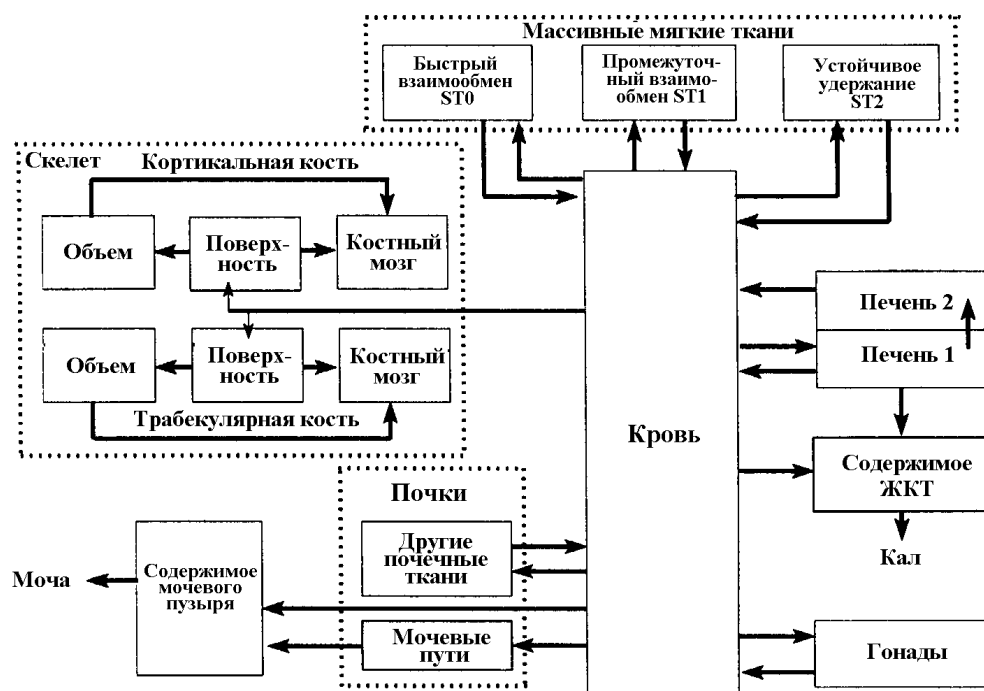 Массивные мягкие ткани
Быстрый
взаимообмен
ST0
Промежуточ-
ный взаимо-
обмен ST1
Устойчивое
удержание
ST2
Скелет
Кортикальная кость
Объем
Поверх-
ность
Костный
мозг
Объем
Поверх-
ность
Костный
мозг
Трабекулярная кость
Кровь
Печень 2
Печень 1
Содержимое
ЖКТ
Кал
Почки
Другие
почечные
ткани
Моча
Содержимое
мочевого
пузыря
Мочевые
пути
Гонады